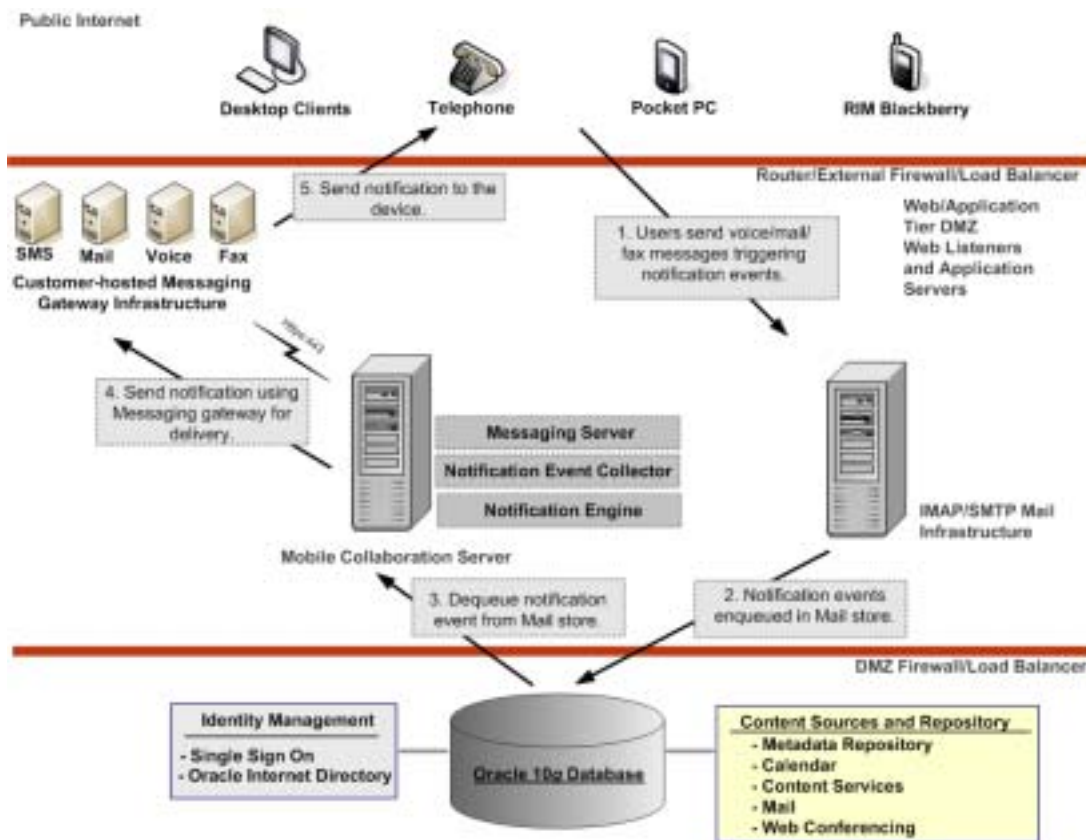 Public Internet
Desktop Clients
Telephone
Pocket PC
RIM Blackberry
Router/External Firewall/Load Balancer
5. Send notification to the
device.
SMS
Mail
Voice
Fax
Customer-hosted Messaging
Gateway Infrastructure
1. Users send voice/mail/
fax messages triggering
notification events.
Web/Application
Tier DMZ
Web Listeners
and Application
Servers
4. Send notification using
Messaging gateway for
delivery.
Messaging Server
Notification Event Collector
Notification Engine
Mobile Collaboration Server
IMAP/SMTP Mail
Infrastructure
3. Dequeue notification
event from Mail store.
2. Notification events
enqueued in Mail store.
DMZ Firewall/Load Balancer
Identity Management
- Single Sign On
- Oracle Internet Directory
Oracle 10g Database
Content Sources and Repository
- Metadata Repository
- Calendar
- Content Services
- Mail
- Web Conferencing